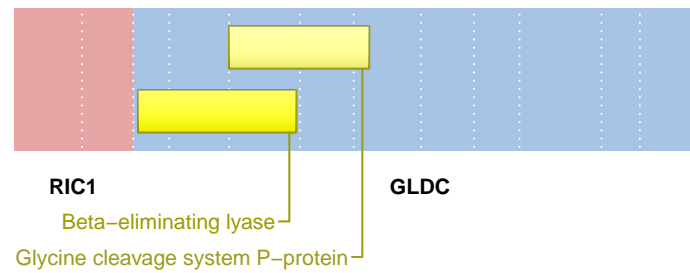 RIC1 GLDC
Beta−eliminating lyase
Glycine cleavage system P−protein